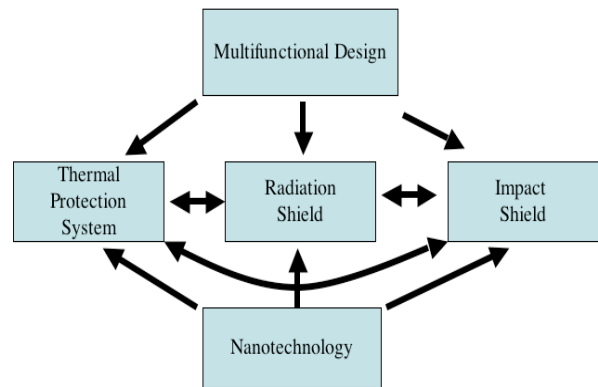 Multifunctional Design
Thermal
Protection
System
Radiation
Shield
Impact
Shield
Nanotechnology